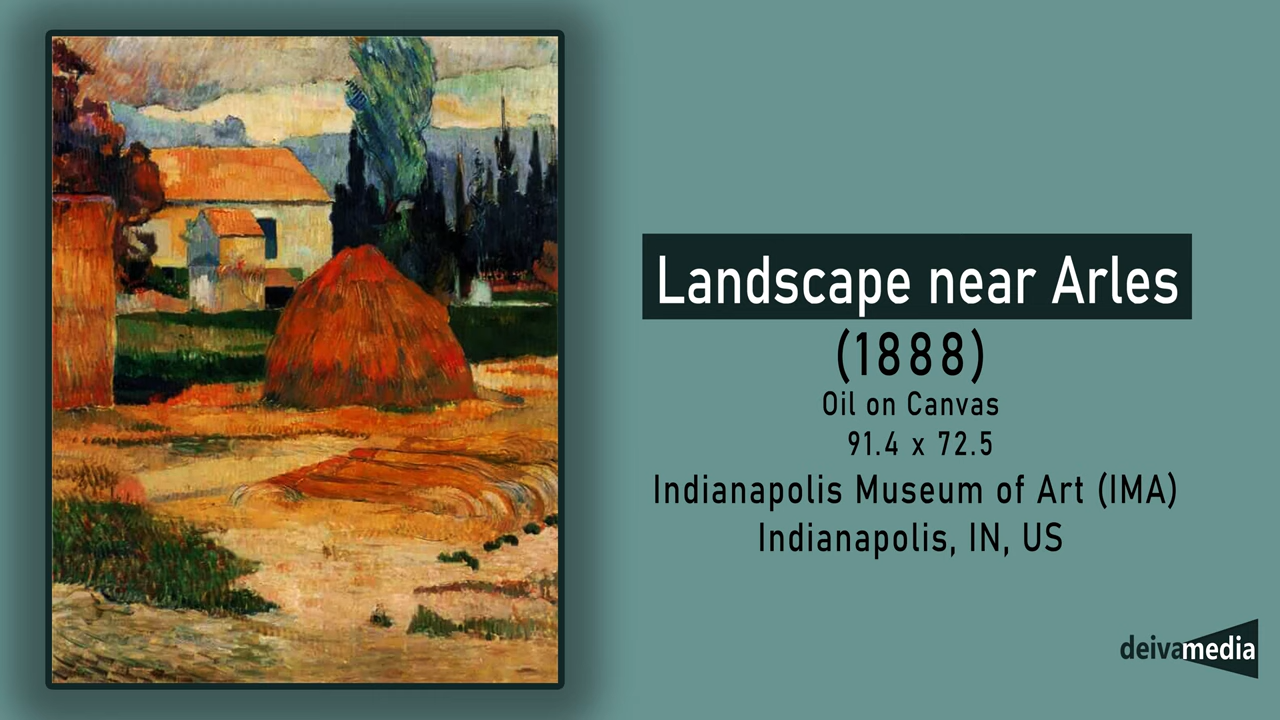 Landscape near Arles
(1888)
Oil on Canvas
91.4 x 72.5
Indianapolis Museum of Art (IMA)
Indianapolis, IN, US
deivamedia